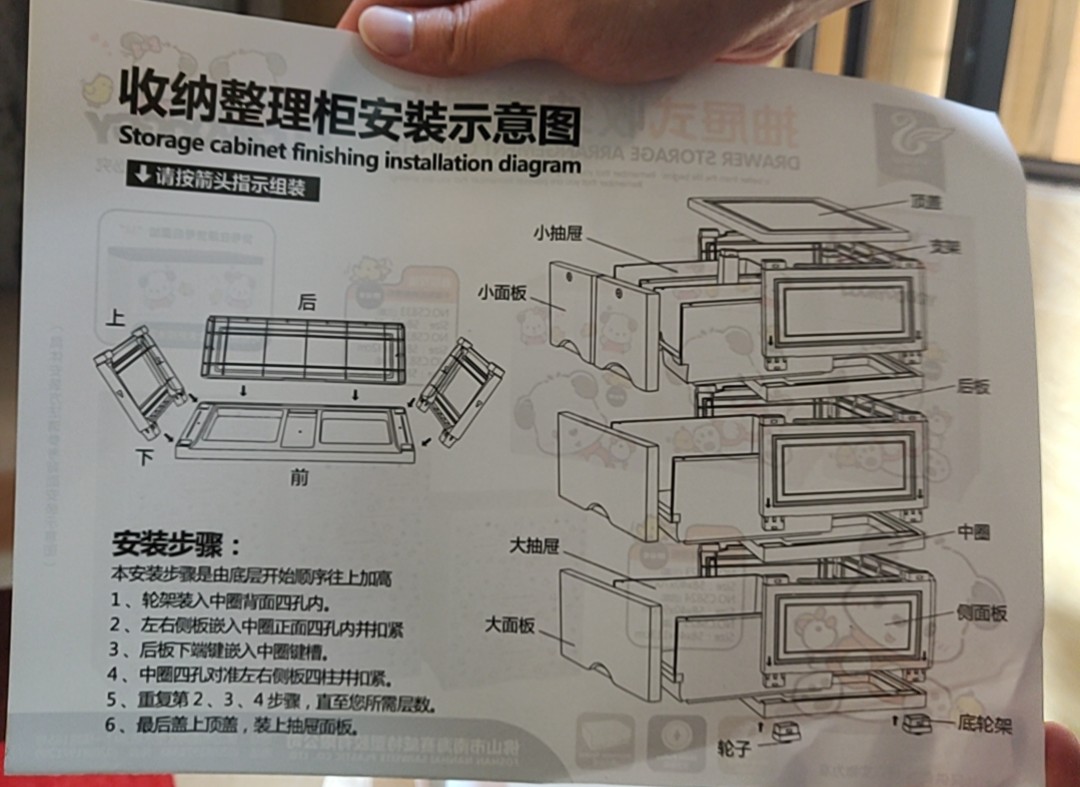 收纳整理柜安装示意图
Storage cabinet finishing installation diagram
请按箭头指示组装
顶盖
小抽屉
支架
小面板
后
上
后板
下
前
中圈
大抽屉
侧面板
大面板
底轮架
轮子
安装步骤：
本安装步骤是由底层开始顺序往上加高
1、轮架装入中圈背面四孔内。
2、左右侧板嵌入中圈正面四孔内并扣紧
3、后板下端键嵌入中圈键槽。
4、中圈四孔对准左右侧板四柱并扣紧。
5、重复第2、3、4步骤，直至您所需层数。
6、最后盖上顶盖，装上抽屉面板。